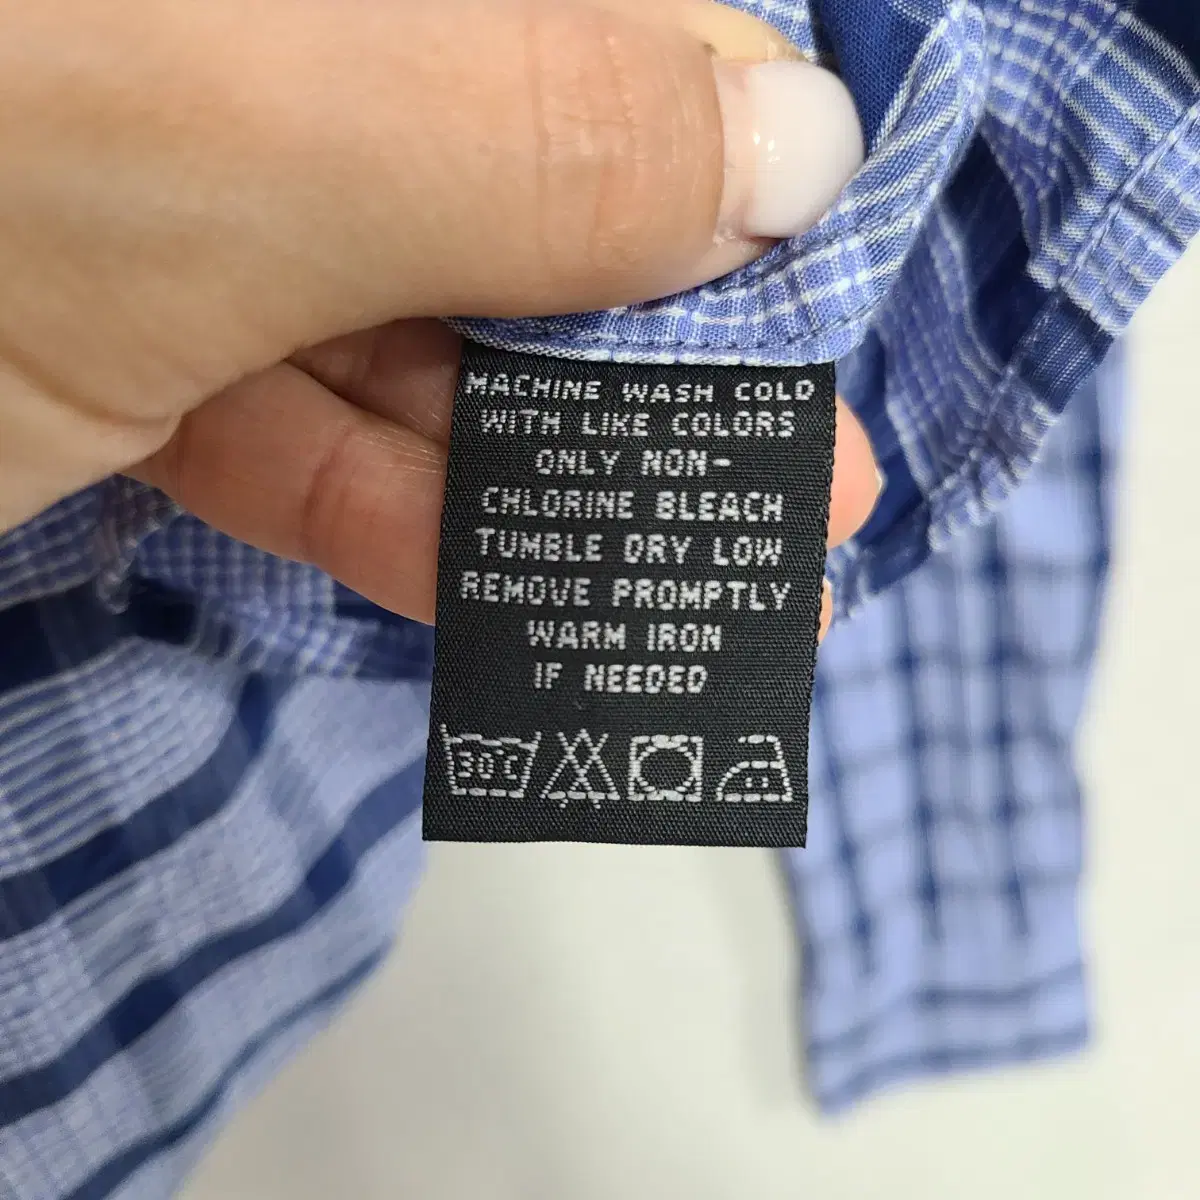 MACHINE WASH COLD
WITH LIKE COLORS
ONLY NON-
CHLORINE BLEACH
TUMBLE DRY LOW
REMOVE PROMPTLY
WARM IRON
IF NEEDED
30 C